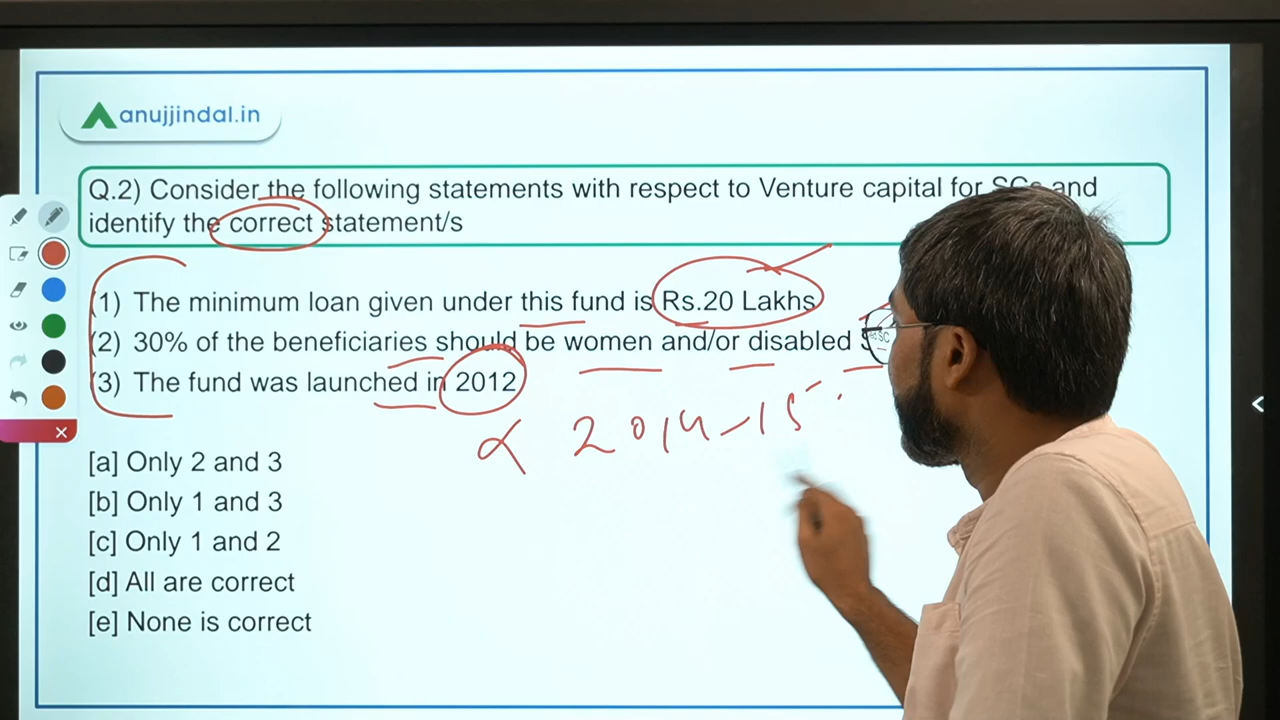 anujjindal.in
Q.2) Consider the following statements with respect to Venture capital for SCs and
identify the correct statement/s
(1) The minimum loan given under this fund is Rs.20 Lakhs
(2) 30% of the beneficiaries should be women and/or disabled
(3) The fund was launched in 2012
2014-15
[a] Only 2 and 3
[b] Only 1 and 3
[c] Only 1 and 2
[d] All are correct
[e] None is correct